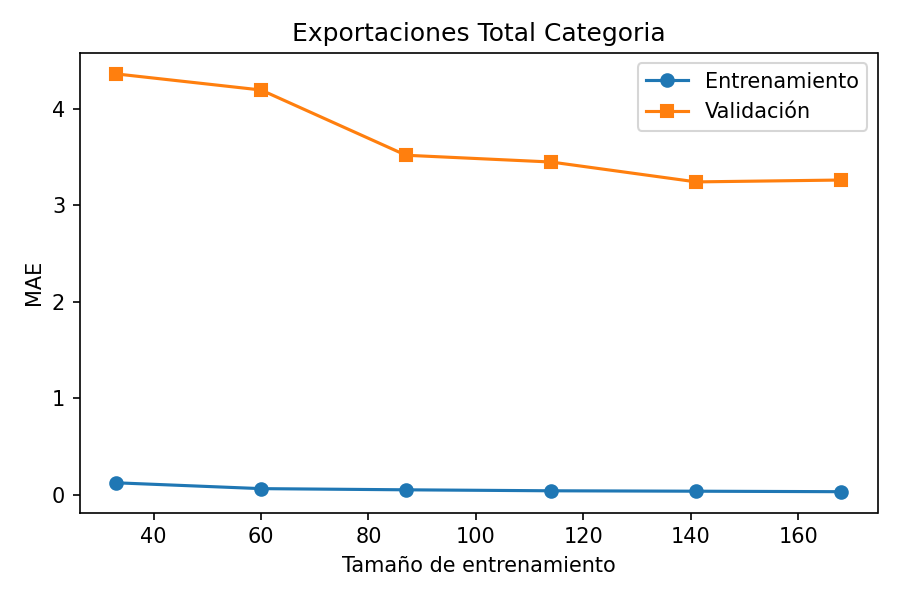 Exportaciones Total Categoria
Entrenamiento
Validación
MAE
4
3
2
1
0
40 60 80 100 120 140 160
Tamaño de entrenamiento